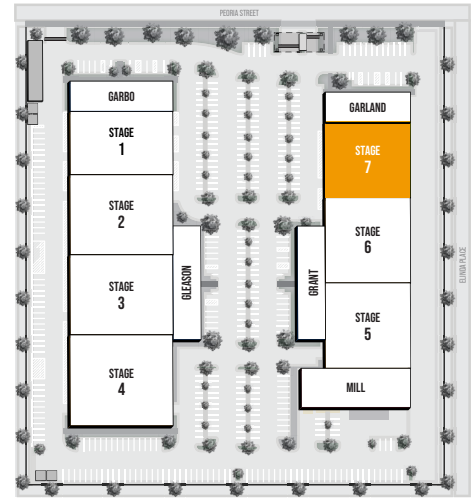 PEORIA STREET
GARBO
STAGE
1
STAGE
2
STAGE
3
STAGE
4
GLEASON
GARLAND
STAGE
7
STAGE
6
GRANT
STAGE
5
MILL
ELINDA PLACE